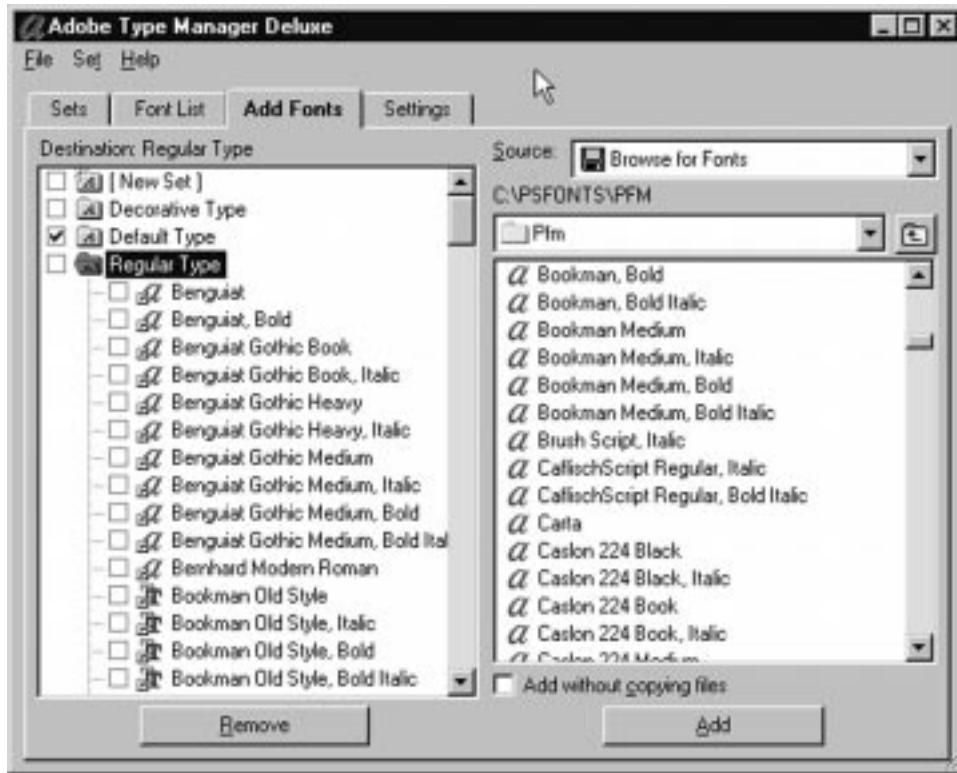 Adobe Type Manager Deluxe
File Set Help
Sets Font List Add Fonts Settings
Destination: Regular Type
[ New Set ]
Decorative Type
Default Type
Regular Type
Benguiat
Benguiat, Bold
Benguiat Gothic Book
Benguiat Gothic Book, Italic
Benguiat Gothic Heavy
Benguiat Gothic Heavy, Italic
Benguiat Gothic Medium
Benguiat Gothic Medium, Italic
Benguiat Gothic Medium, Bold
Benguiat Gothic Medium, Bold Ital
Bernhard Modern Roman
Bookman Old Style
Bookman Old Style, Italic
Bookman Old Style, Bold
Bookman Old Style, Bold Italic
Remove
Source: Browse for Fonts
C:\PSFONTS\PFM
Pfm
Bookman, Bold
Bookman, Bold Italic
Bookman Medium
Bookman Medium, Italic
Bookman Medium, Bold
Bookman Medium, Bold Italic
Brush Script, Italic
CaflischScript Regular, Italic
CaflischScript Regular, Bold Italic
Carta
Caslon 224 Black
Caslon 224 Black, Italic
Caslon 224 Book
Caslon 224 Book, Italic
Caslon 224 Medium
Add without copying files
Add